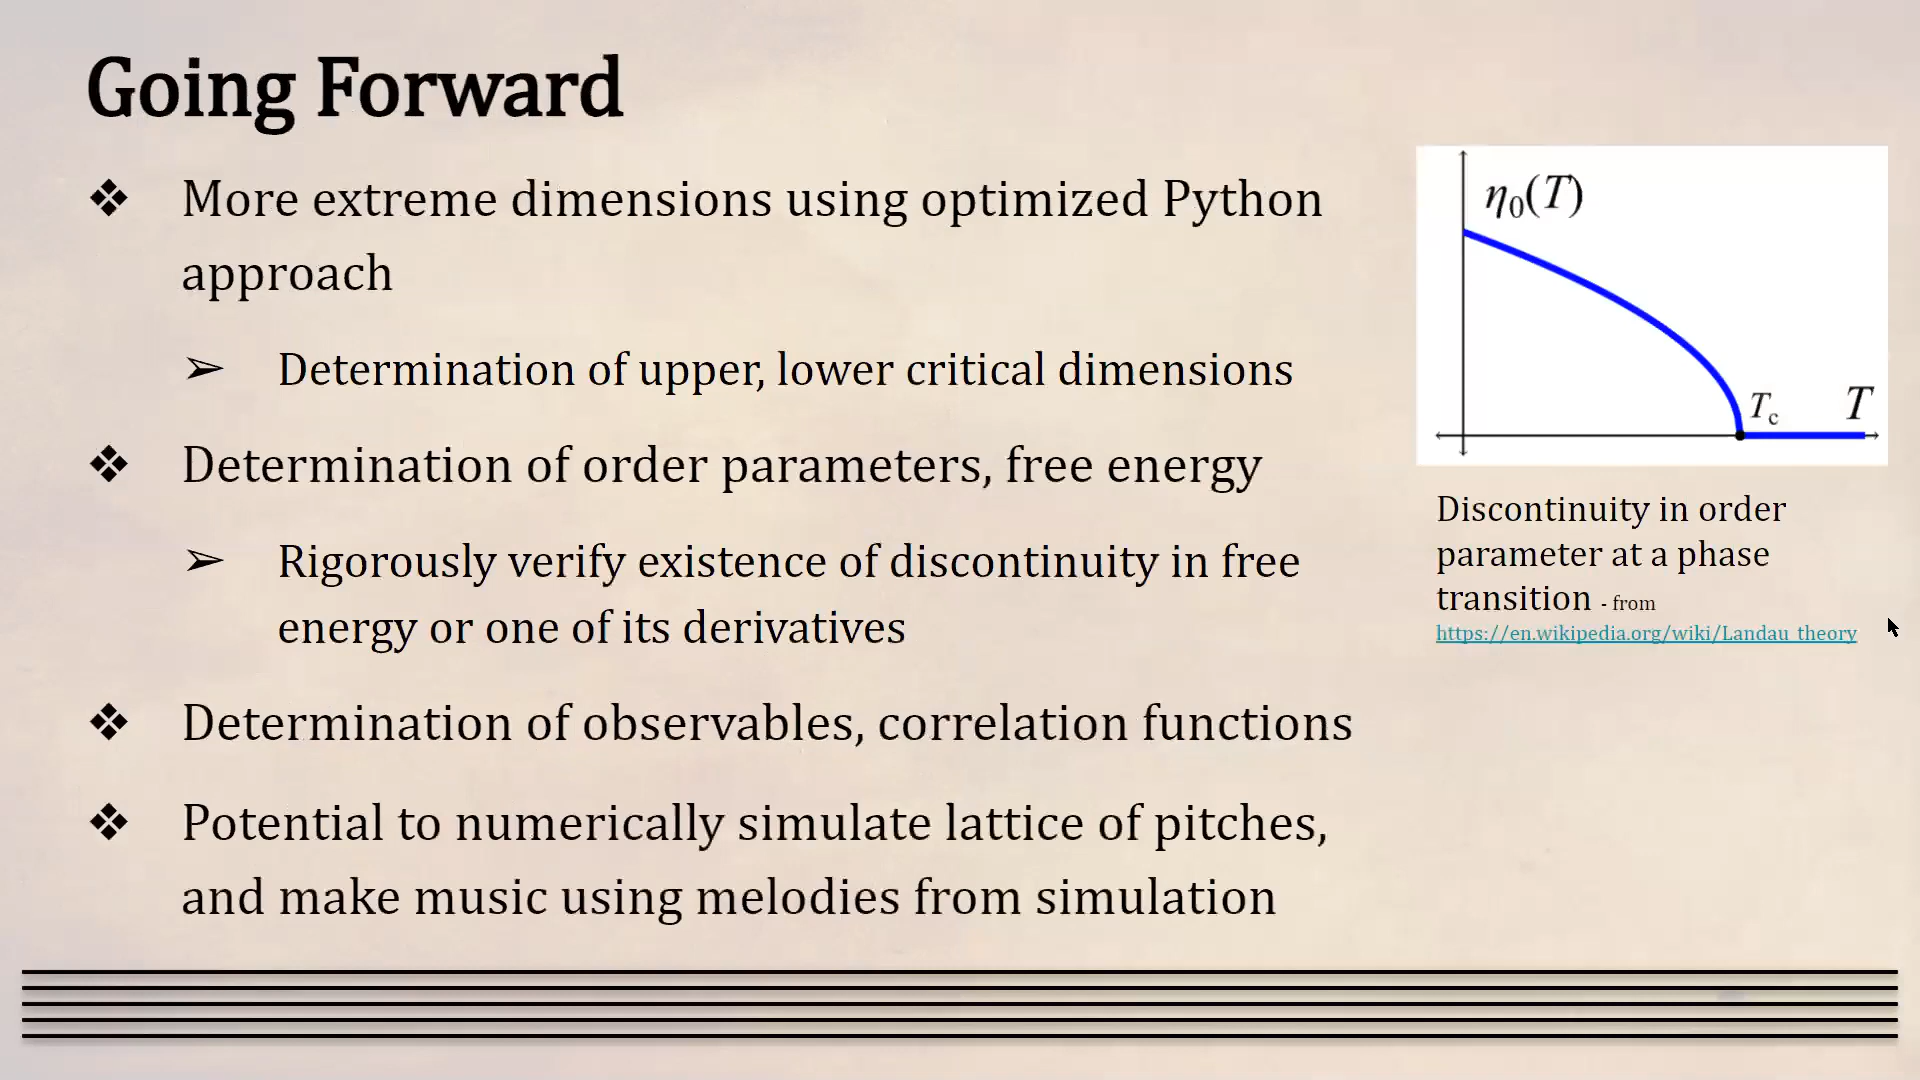 Going Forward
❖ More extreme dimensions using optimized Python
approach
➢ Determination of upper, lower critical dimensions
❖ Determination of order parameters, free energy
➢ Rigorously verify existence of discontinuity in free
energy or one of its derivatives
❖ Determination of observables, correlation functions
❖ Potential to numerically simulate lattice of pitches,
and make music using melodies from simulation
η₀(T)
T_c
T
Discontinuity in order
parameter at a phase
transition - from
https://en.wikipedia.org/wiki/Landau_theory